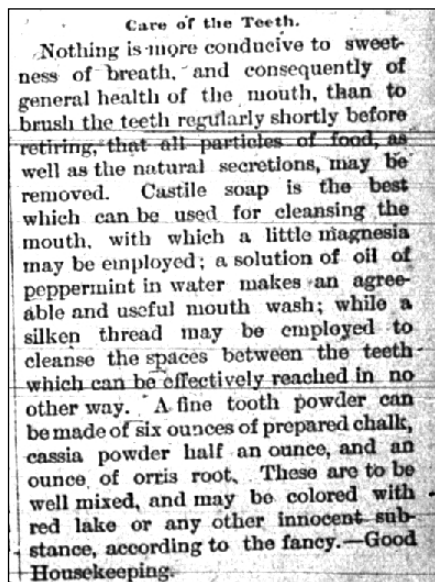 Care of the Teeth.
Nothing is more conducive to sweet-
ness of breath, and consequently of
general health of the mouth, than to
brush the teeth regularly shortly before
retiring, that all particles of food, as
well as the natural secretions, may be
removed. Castile soap is the best
which can be used for cleansing the
mouth, with which a little magnesia
may be employed; a solution of oil of
peppermint in water makes an agree-
able and useful mouth wash; while a
silken thread may be employed to
cleanse the spaces between the teeth
which can be effectively reached in no
other way. A fine tooth powder can
be made of six ounces of prepared chalk,
cassia powder half an ounce, and an
ounce of orris root. These are to be
well mixed, and may be colored with
red lake or any other innocent sub-
stance, according to the fancy.—Good
Housekeeping.